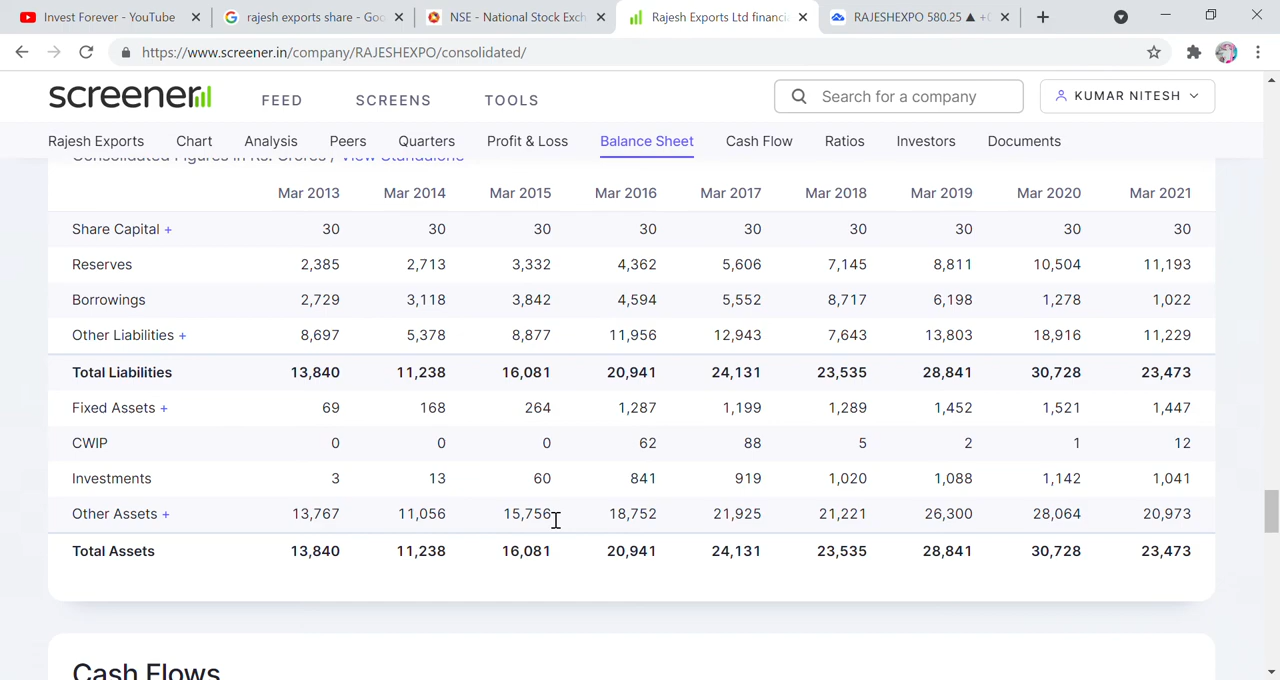 Invest Forever - YouTube
rajesh exports share - Goo
NSE - National Stock Exch
Rajesh Exports Ltd financi
RAJESHEXPO 580.25 ▲ +
https://www.screener.in/company/RAJESHEXPO/consolidated/
screener
FEED SCREENS TOOLS
Search for a company
KUMAR NITESH
Rajesh Exports Chart Analysis Peers Quarters Profit & Loss Balance Sheet Cash Flow Ratios Investors Documents
Consolidated Figures in Rs. Crores / View Standalone
Mar 2013 Mar 2014 Mar 2015 Mar 2016 Mar 2017 Mar 2018 Mar 2019 Mar 2020 Mar 2021
Share Capital + 30 30 30 30 30 30 30 30 30
Reserves 2,385 2,713 3,332 4,362 5,606 7,145 8,811 10,504 11,193
Borrowings 2,729 3,118 3,842 4,594 5,552 8,717 6,198 1,278 1,022
Other Liabilities + 8,697 5,378 8,877 11,956 12,943 7,643 13,803 18,916 11,229
Total Liabilities 13,840 11,238 16,081 20,941 24,131 23,535 28,841 30,728 23,473
Fixed Assets + 69 168 264 1,287 1,199 1,289 1,452 1,521 1,447
CWIP 0 0 0 62 88 5 2 1 12
Investments 3 13 60 841 919 1,020 1,088 1,142 1,041
Other Assets + 13,767 11,056 15,756 18,752 21,925 21,221 26,300 28,064 20,973
Total Assets 13,840 11,238 16,081 20,941 24,131 23,535 28,841 30,728 23,473
Cash Flows